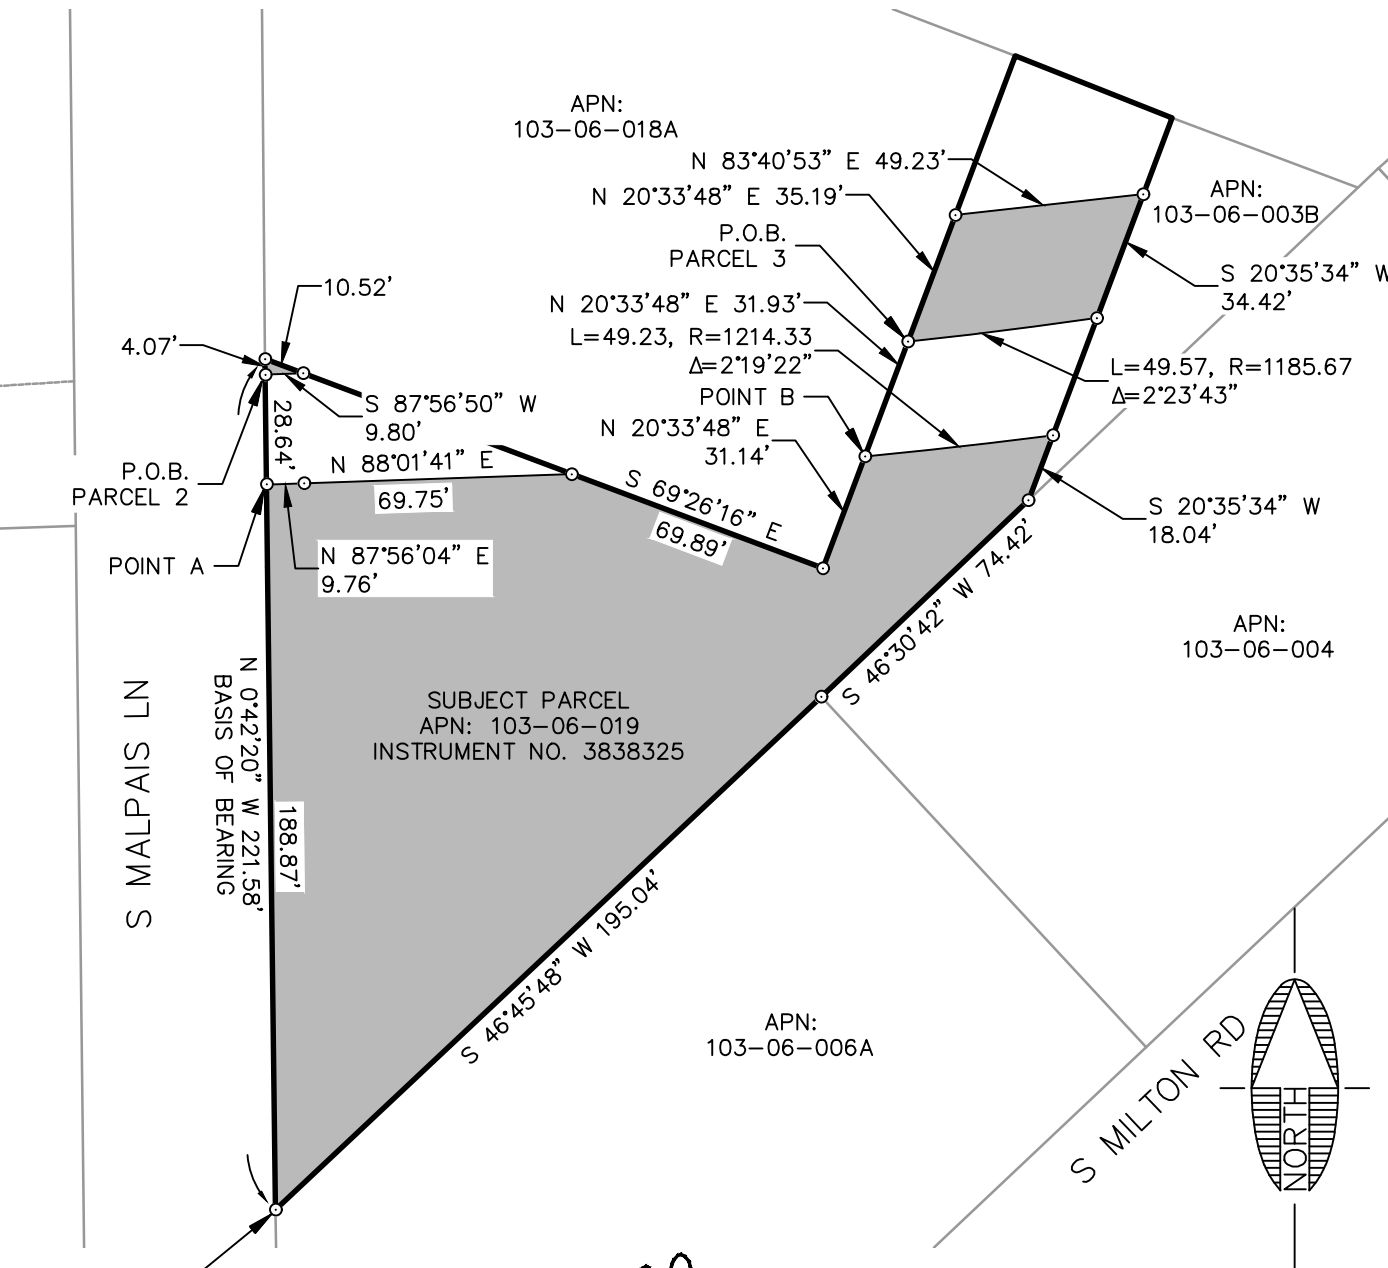 APN:
103-06-018A
N 83°40'53" E 49.23'
N 20°33'48" E 35.19'
P.O.B.
PARCEL 3
APN:
103-06-003B
S 20°35'34" W
34.42'
10.52'
4.07'
N 20°33'48" E 31.93'
L=49.23, R=1214.33
Δ=2°19'22"
POINT B
L=49.57, R=1185.67
Δ=2°23'43"
S 87°56'50" W
9.80'
28.64'
N 20°33'48" E
31.14'
P.O.B.
PARCEL 2
N 88°01'41" E
69.75'
S 69°26'16" E
69.89'
S 20°35'34" W
18.04'
POINT A
N 87°56'04" E
9.76'
S 46°30'42" W 74.42'
APN:
103-06-004
S MALPAIS LN
N 0°42'20" W 221.58'
BASIS OF BEARING
188.87'
SUBJECT PARCEL
APN: 103-06-019
INSTRUMENT NO. 3838325
S 46°45'48" W 195.04'
APN:
103-06-006A
S MILTON RD
NORTH